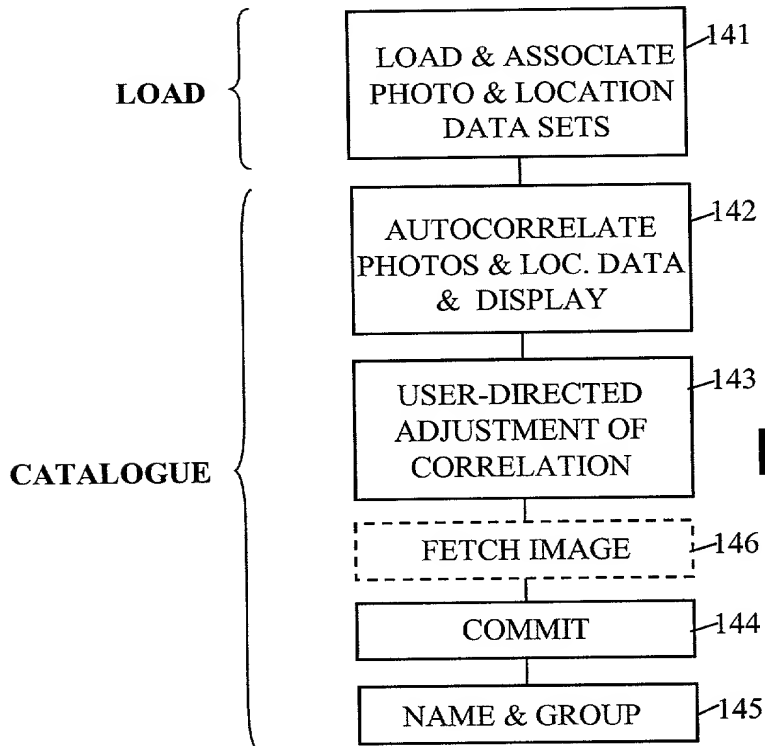 141
LOAD & ASSOCIATE
PHOTO & LOCATION
DATA SETS
LOAD
142
AUTOCORRELATE
PHOTOS & LOC. DATA
& DISPLAY
143
USER-DIRECTED
ADJUSTMENT OF
CORRELATION
CATALOGUE
FETCH IMAGE
146
COMMIT
144
NAME & GROUP
145